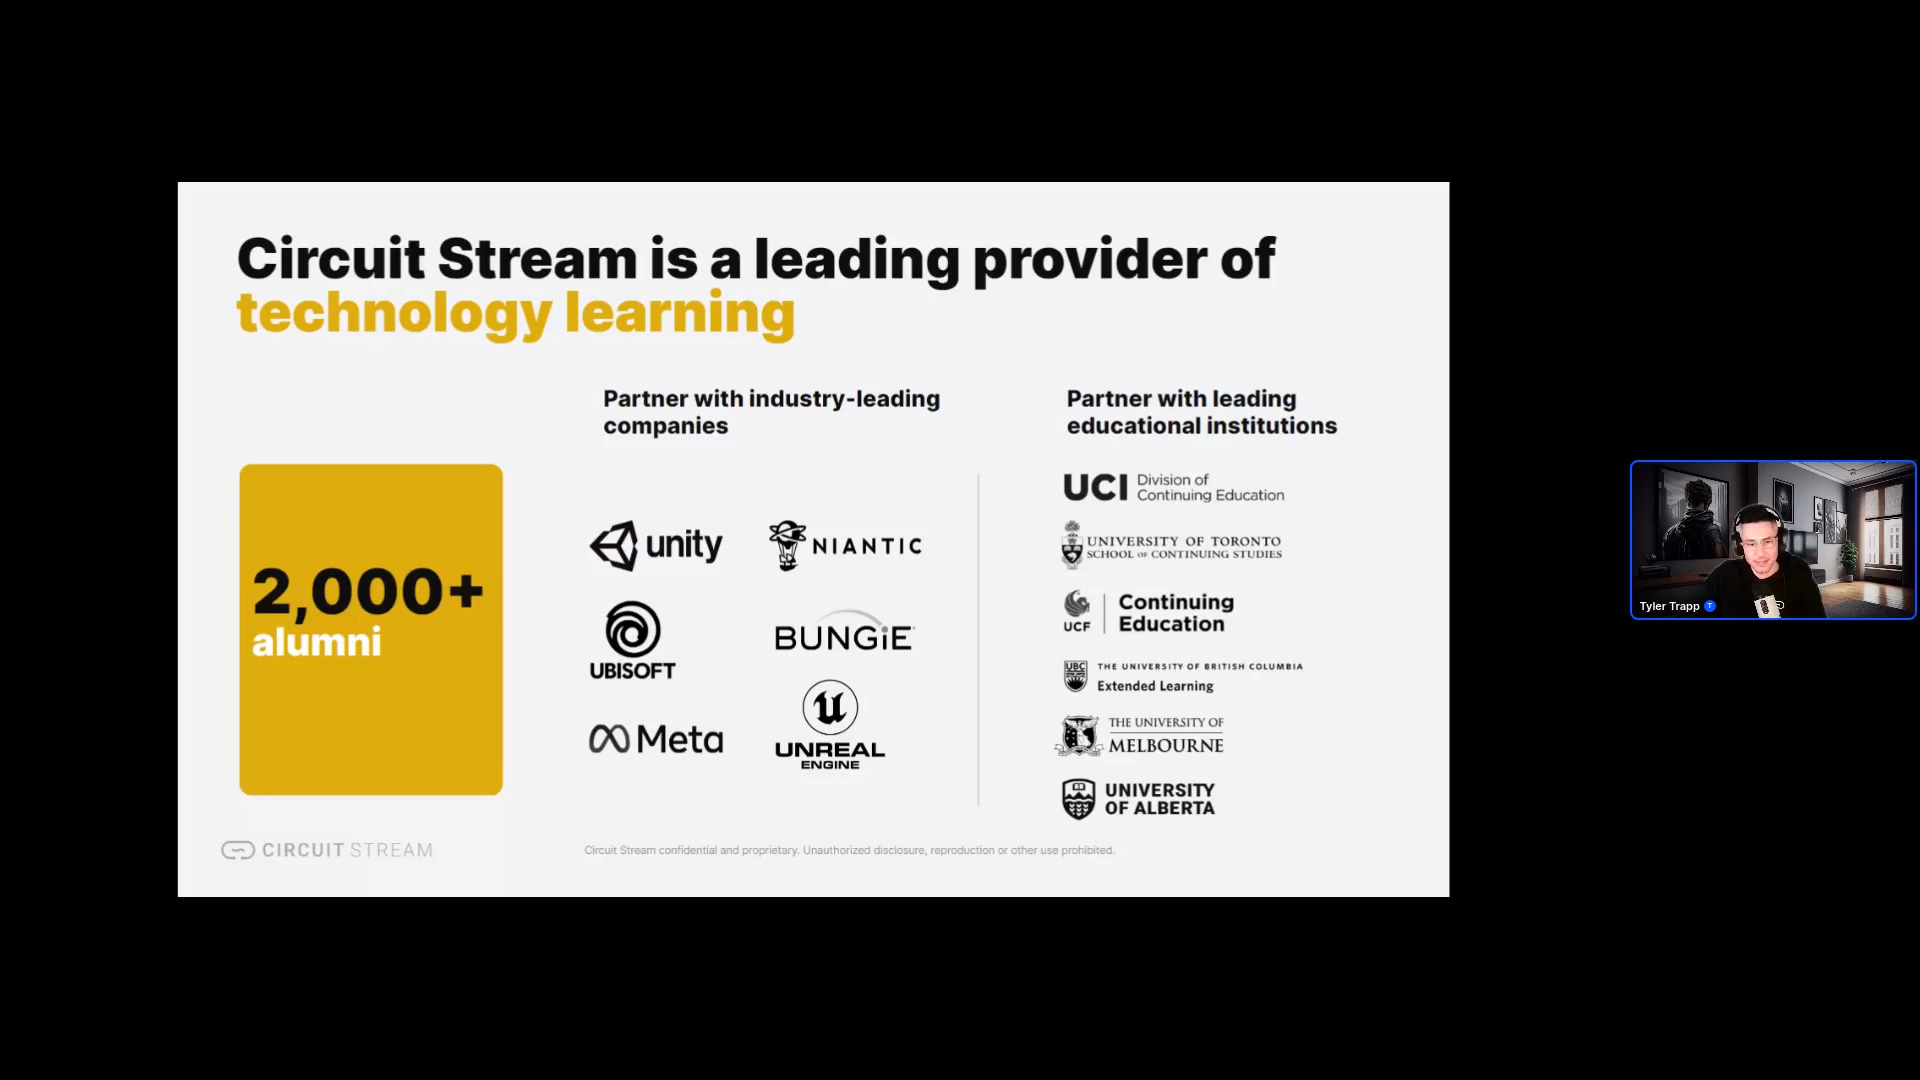 Circuit Stream is a leading provider of
technology learning
Partner with industry-leading
companies
Partner with leading
educational institutions
2,000+
alumni
unity
NIANTIC
UBISOFT
BUNGiE
Meta
UNREAL
ENGINE
UCI Division of
Continuing Education
UNIVERSITY OF TORONTO
SCHOOL OF CONTINUING STUDIES
UCF
Continuing
Education
UBC
THE UNIVERSITY OF BRITISH COLUMBIA
Extended Learning
THE UNIVERSITY OF
MELBOURNE
UNIVERSITY
OF ALBERTA
CIRCUIT STREAM
Circuit Stream confidential and proprietary. Unauthorized disclosure, reproduction or other use prohibited.
Tyler Trapp T